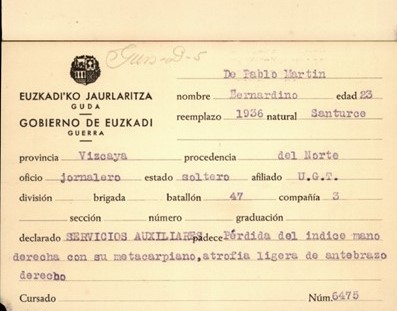 Gus-D-5
De Pablo Martin
EUZKADI'KO JAURLARITZA
GUDA
GOBIERNO DE EUZKADI
GUERRA
nombre Bernardino edad 23
reemplazo 1936 natural Santurce
provincia Vizcaya procedencia del Norte
oficio jornalero estado soltero afiliado U.G.T.
división brigada batallón 47 compañía 3
sección número graduación
declarado SERVICIOS AUXILIARES padece Pérdida del indice mano
derecha con su metacarpiano, atrofia ligera de antebrazo
derecho
Cursado Núm. 6475